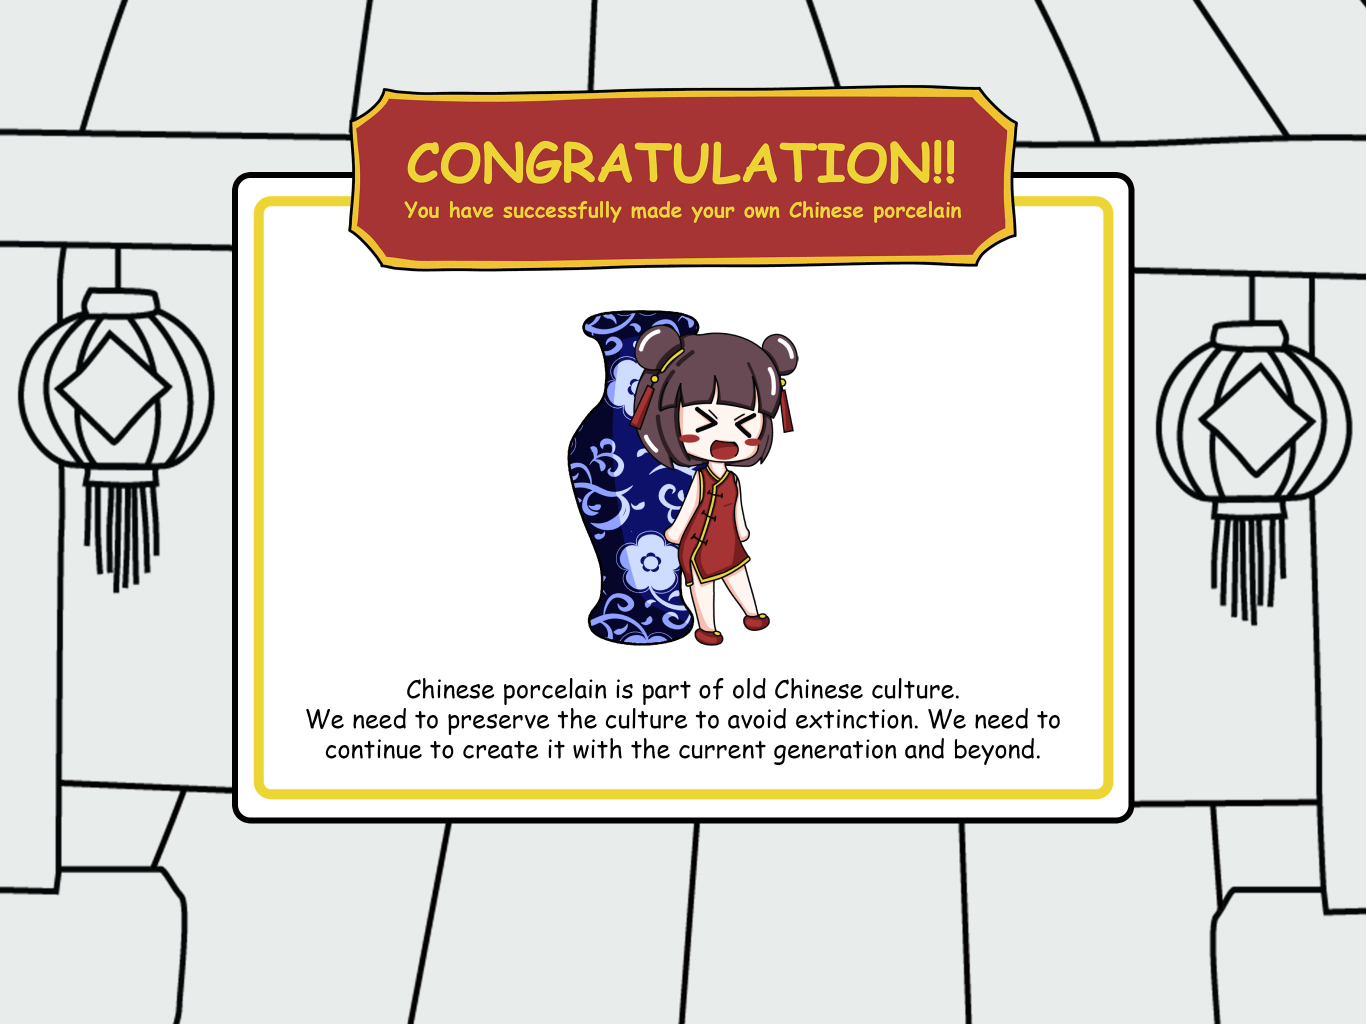 CONGRATULATION!!
You have successfully made your own Chinese porcelain
Chinese porcelain is part of old Chinese culture.
We need to preserve the culture to avoid extinction. We need to
continue to create it with the current generation and beyond.